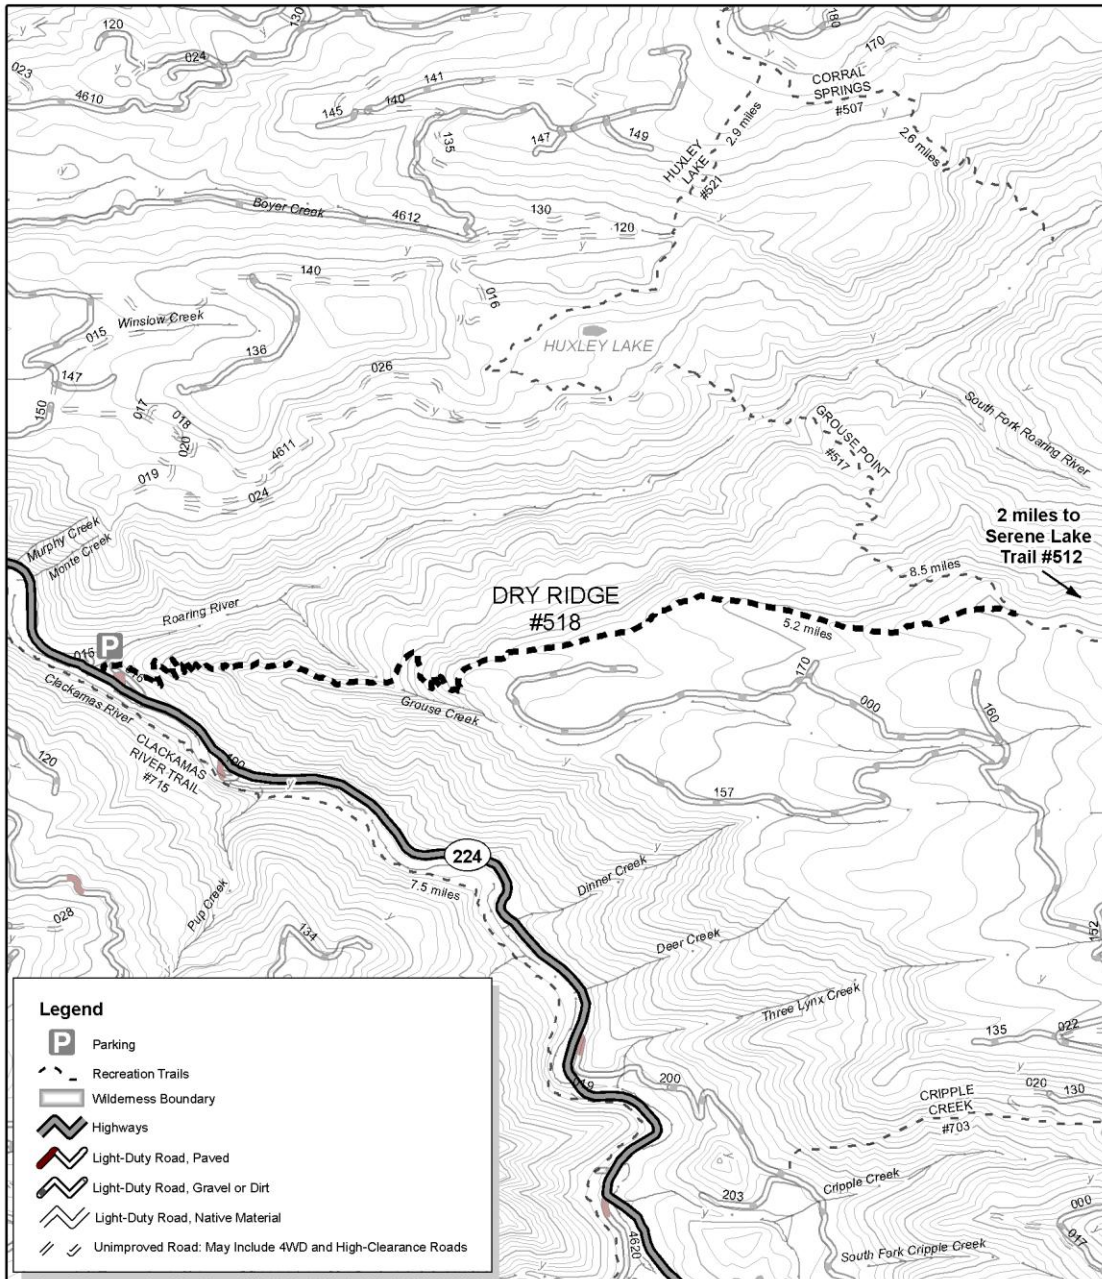 120
130
180
170
024
023
4610
141
140
145
135
147
149
CORRAL
SPRINGS
#507
2.9 miles
2.6 miles
HUXLEY
LAKE
#521
Boyer Creek
4612
130
120
140
016
Winslow Creek
015
136
HUXLEY LAKE
026
147
150
017
018
020
4611
019
024
South Fork Roaring River
GROUSE POINT
#517
Murphy Creek
Monte Creek
2 miles to
Serene Lake
Trail #512
8.5 miles
DRY RIDGE
#518
Roaring River
5.2 miles
P
015
016
170
000
160
Clackamas River
Grouse Creek
CLACKAMAS
RIVER TRAIL
#715
120
100
157
224
7.5 miles
Dinner Creek
Pup Creek
028
134
Deer Creek
152
Three Lynx Creek
135
022
019
200
020
130
CRIPPLE
CREEK
#703
203
Cripple Creek
000
017
4620
South Fork Cripple Creek
Legend
P Parking
Recreation Trails
Wilderness Boundary
Highways
Light-Duty Road, Paved
Light-Duty Road, Gravel or Dirt
Light-Duty Road, Native Material
Unimproved Road: May Include 4WD and High-Clearance Roads